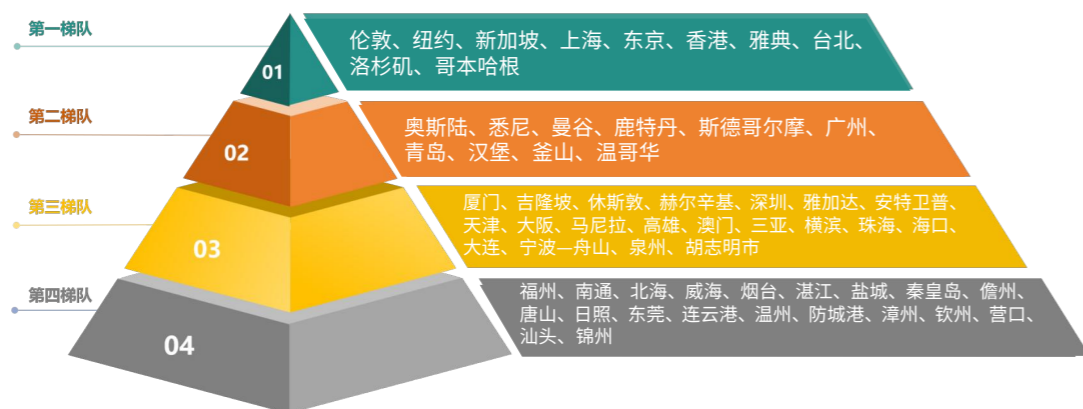 第一梯队
01
伦敦、纽约、新加坡、上海、东京、香港、雅典、台北、
洛杉矶、哥本哈根
第二梯队
02
奥斯陆、悉尼、曼谷、鹿特丹、斯德哥尔摩、广州、
青岛、汉堡、釜山、温哥华
第三梯队
03
厦门、吉隆坡、休斯敦、赫尔辛基、深圳、雅加达、安特卫普、
天津、大阪、马尼拉、高雄、澳门、三亚、横滨、珠海、海口、
大连、宁波—舟山、泉州、胡志明市
第四梯队
04
福州、南通、北海、威海、烟台、湛江、盐城、秦皇岛、儋州、
唐山、日照、东莞、连云港、温州、防城港、漳州、钦州、营口、
汕头、锦州